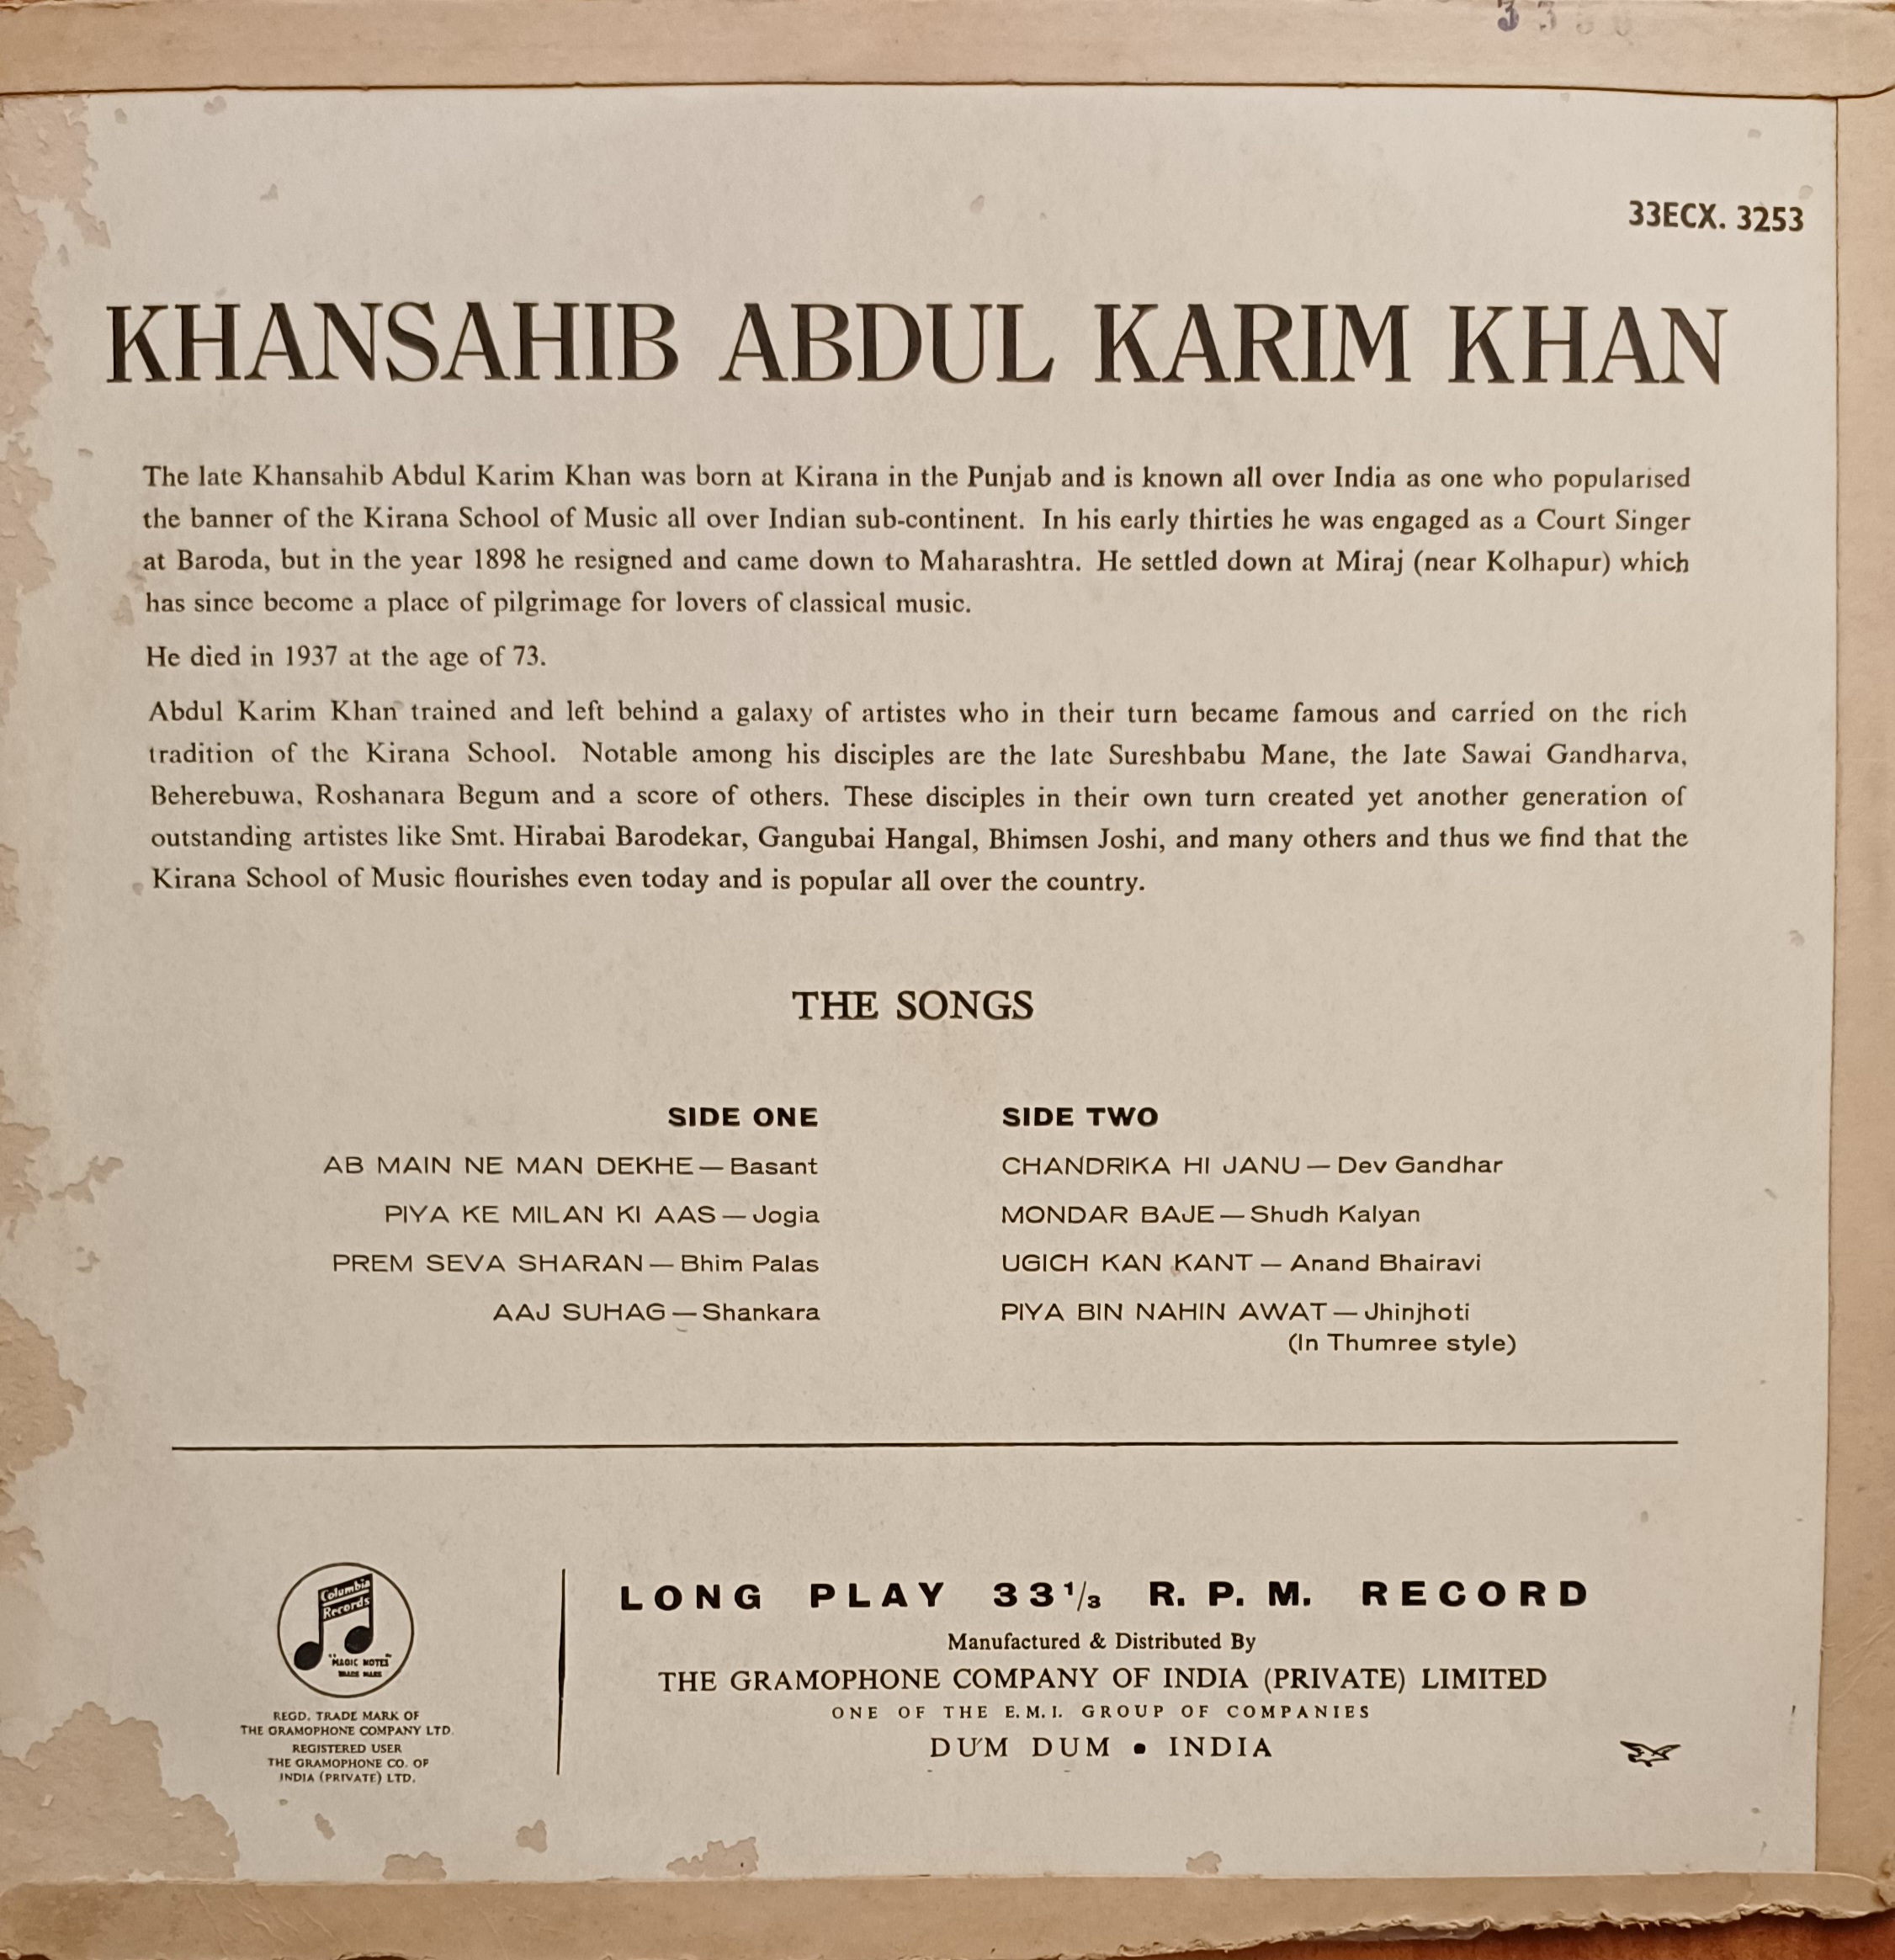 33ECX. 3253
KHANSAHIB ABDUL KARIM KHAN
The late Khansahib Abdul Karim Khan was born at Kirana in the Punjab and is known all over India as one who popularised
the banner of the Kirana School of Music all over Indian sub-continent. In his early thirties he was engaged as a Court Singer
at Baroda, but in the year 1898 he resigned and came down to Maharashtra. He settled down at Miraj (near Kolhapur) which
has since become a place of pilgrimage for lovers of classical music.
He died in 1937 at the age of 73.
Abdul Karim Khan trained and left behind a galaxy of artistes who in their turn became famous and carried on the rich
tradition of the Kirana School. Notable among his disciples are the late Sureshbabu Mane, the late Sawai Gandharva,
Beherebuwa, Roshanara Begum and a score of others. These disciples in their own turn created yet another generation of
outstanding artistes like Smt. Hirabai Barodekar, Gangubai Hangal, Bhimsen Joshi, and many others and thus we find that the
Kirana School of Music flourishes even today and is popular all over the country.
THE SONGS
SIDE ONE
AB MAIN NE MAN DEKHE — Basant
PIYA KE MILAN KI AAS — Jogia
PREM SEVA SHARAN — Bhim Palas
AAJ SUHAG — Shankara
SIDE TWO
CHANDRIKA HI JANU — Dev Gandhar
MONDAR BAJE — Shudh Kalyan
UGICH KAN KANT — Anand Bhairavi
PIYA BIN NAHIN AWAT — Jhinjhoti
(In Thumree style)
Columbia
Records
"MAGIC NOTES"
TRADE MARK
REGD. TRADE MARK OF
THE GRAMOPHONE COMPANY LTD.
REGISTERED USER
THE GRAMOPHONE CO. OF
INDIA (PRIVATE) LTD.
LONG PLAY 33 1/3 R. P. M. RECORD
Manufactured & Distributed By
THE GRAMOPHONE COMPANY OF INDIA (PRIVATE) LIMITED
ONE OF THE E.M.I. GROUP OF COMPANIES
DUM DUM • INDIA